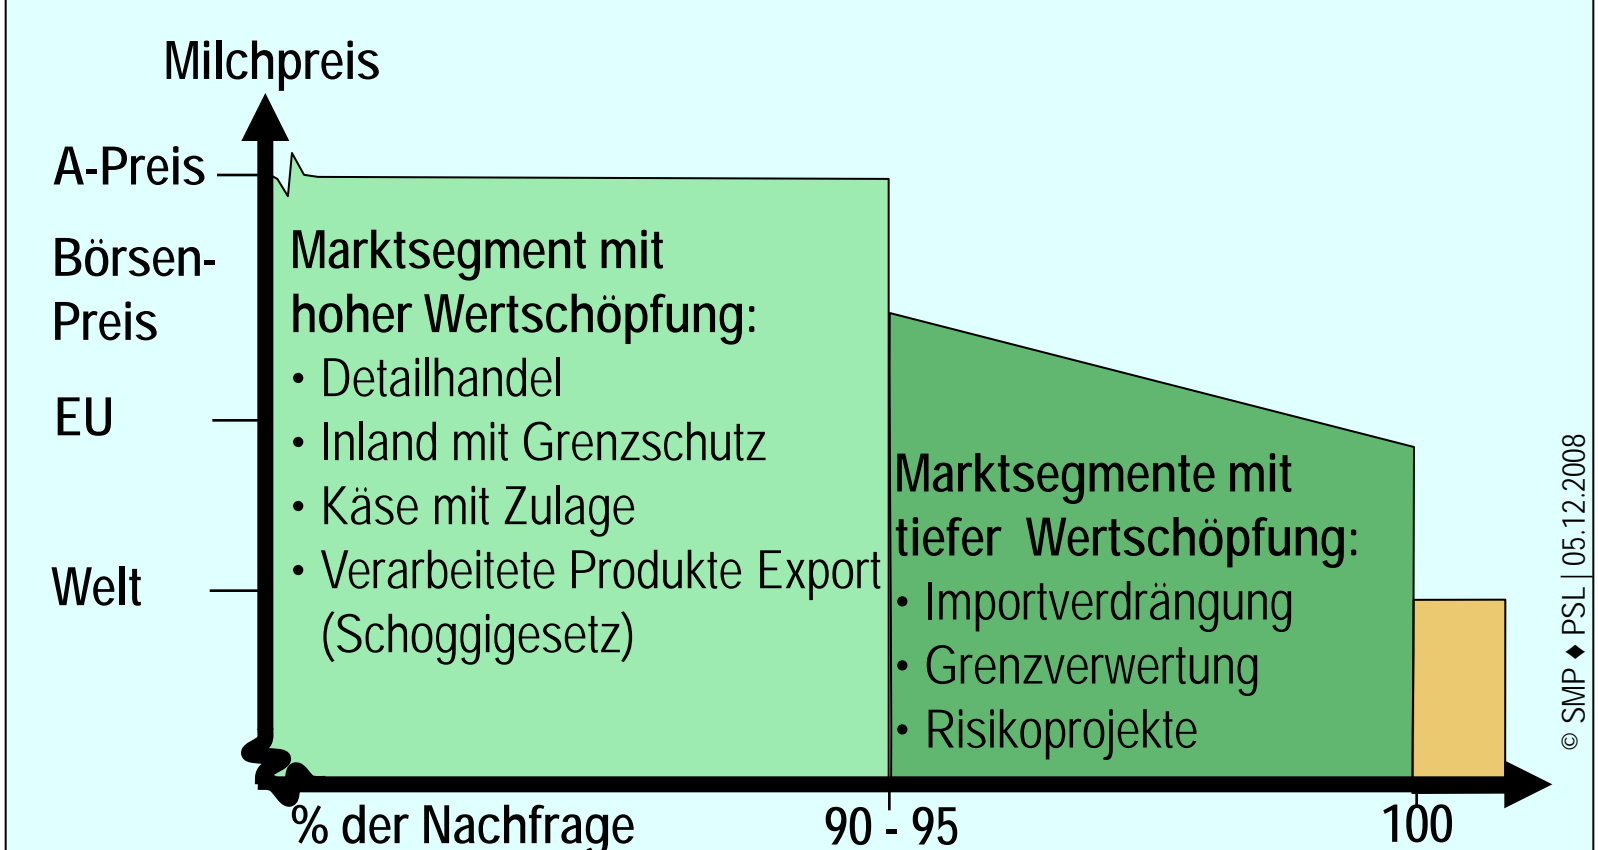 Milchpreis
A-Preis
Börsen-
Preis
EU
Welt
Marktsegment mit
hoher Wertschöpfung:
• Detailhandel
• Inland mit Grenzschutz
• Käse mit Zulage
• Verarbeitete Produkte Export
(Schoggigesetz)
Marktsegmente mit
tiefer Wertschöpfung:
• Importverdrängung
• Grenzverwertung
• Risikoprojekte
% der Nachfrage
90 - 95
100
© SMP ♦ PSL | 05.12.2008